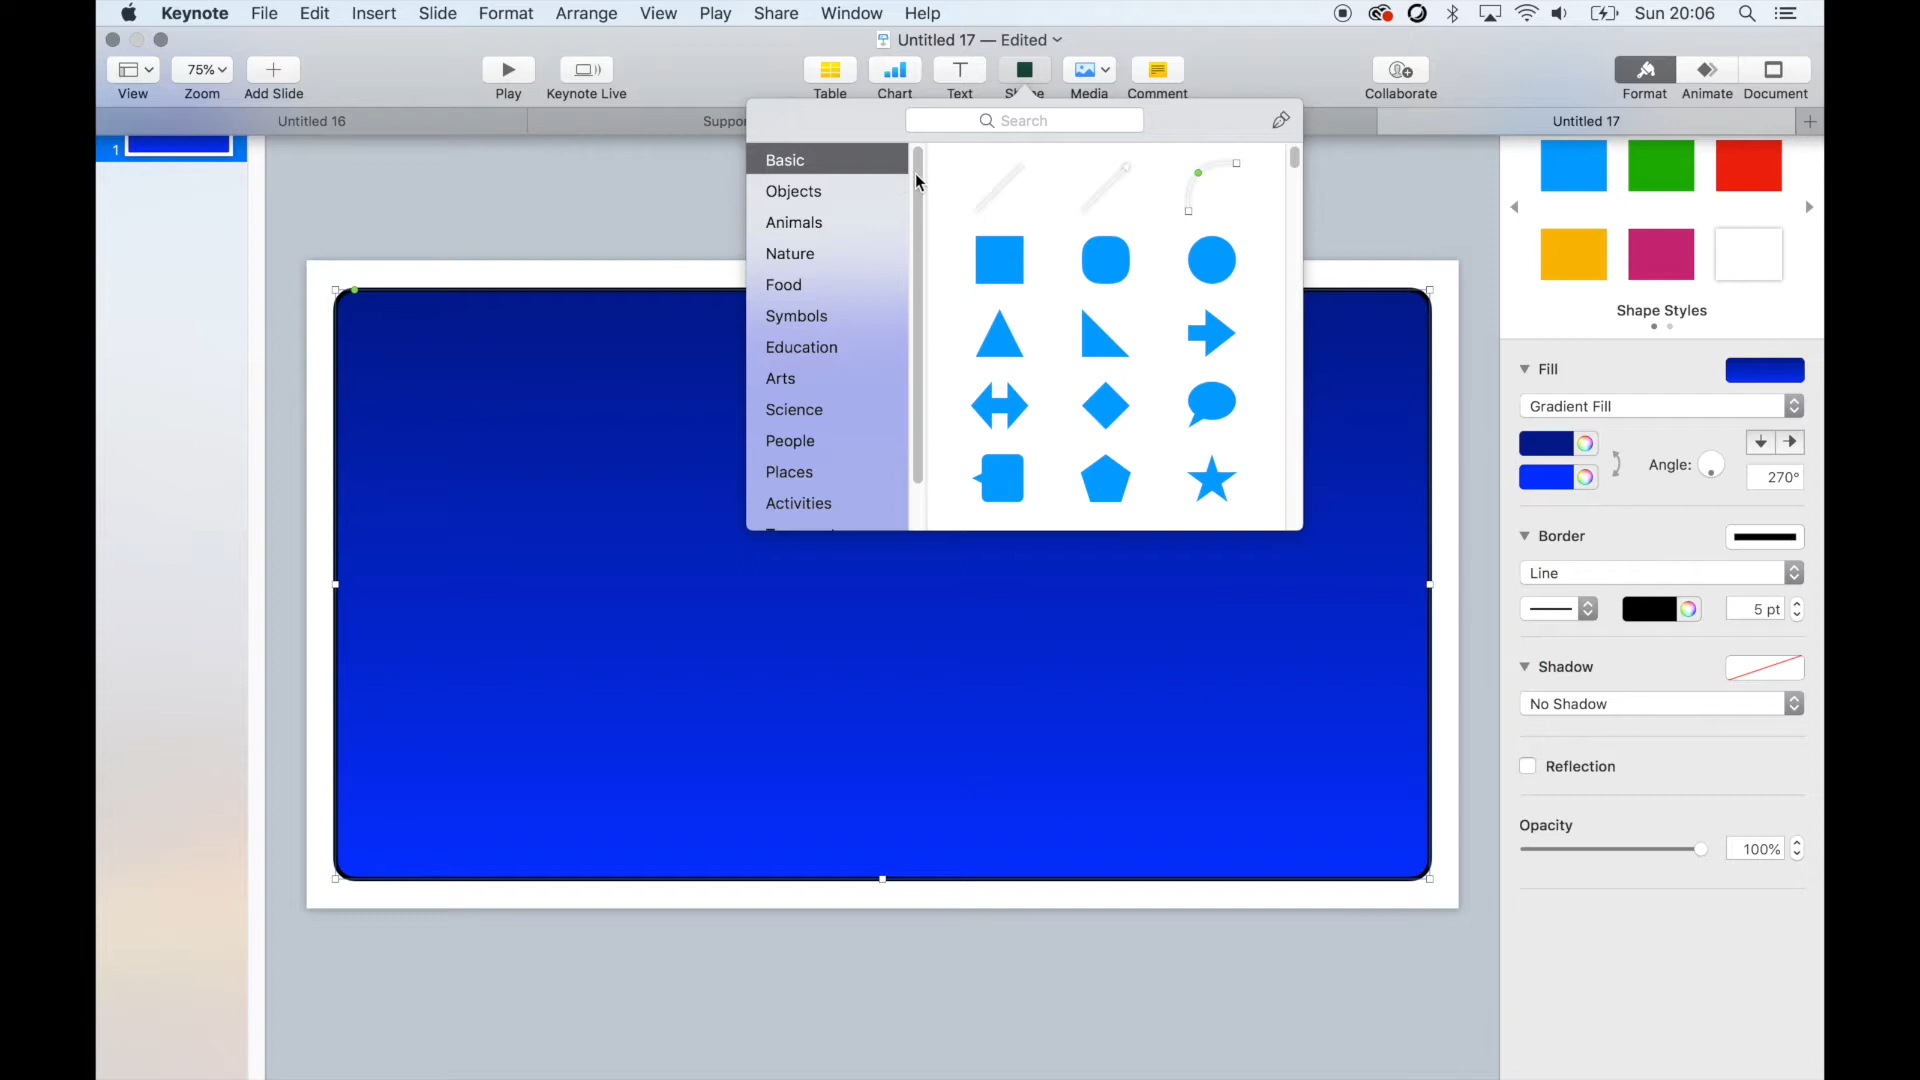 Keynote File Edit Insert Slide Format Arrange View Play Share Window Help Sun 20:06
Untitled 17 — Edited
75%
View Zoom Add Slide Play Keynote Live Table Chart Text Shape Media Comment Collaborate Format Animate Document
Untitled 16 Suppor Untitled 17
Search
1
Basic
Objects
Animals
Nature
Food
Symbols
Education
Arts
Science
People
Places
Activities
Shape Styles
Fill
Gradient Fill
Angle:
270°
Border
Line
5 pt
Shadow
No Shadow
Reflection
Opacity
100%